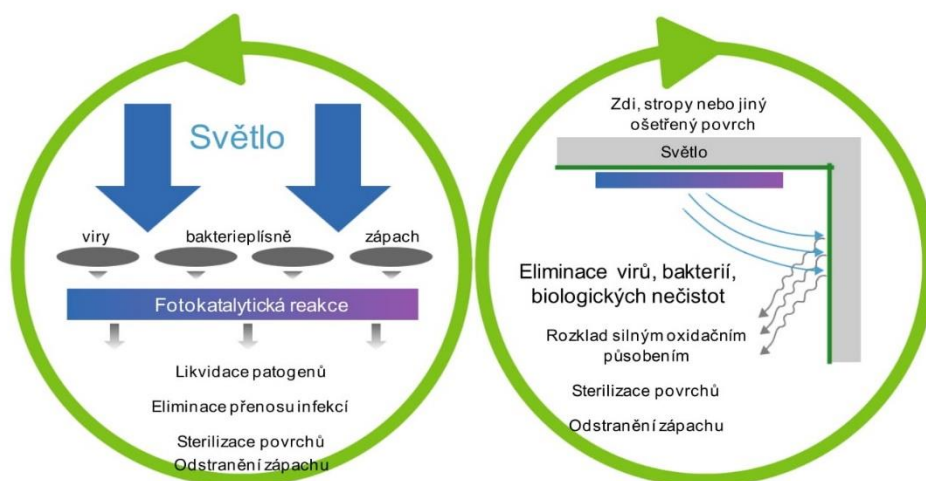 Světlo
viry bakterieplísně zápach
Fotokatalytická reakce
Likvidace patogenů
Eliminace přenosu infekcí
Sterilizace povrchů
Odstranění zápachu
Zdi, stropy nebo jiný
ošetřený povrch
Světlo
Eliminace virů, bakterií,
biologických nečistot
Rozklad silným oxidačním
působením
Sterilizace povrchů
Odstranění zápachu